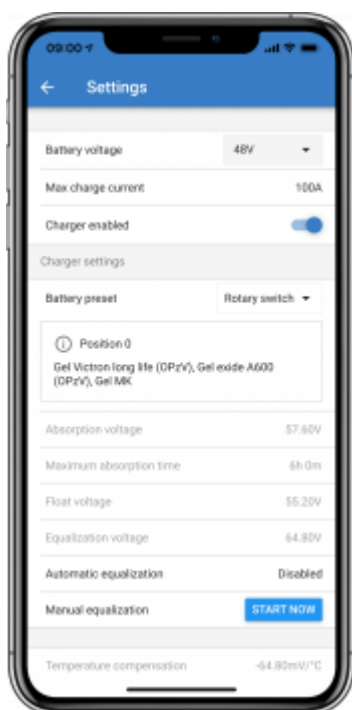 09:00
Settings
Battery voltage 48V
Max charge current 100A
Charger enabled
Charger settings
Battery preset Rotary switch
Position 0
Gel Victron long life (OPzV), Gel exide A600
(OPzV), Gel MK
Absorption voltage 57.60V
Maximum absorption time 6h 0m
Float voltage 55.20V
Equalization voltage 64.80V
Automatic equalization Disabled
Manual equalization START NOW
Temperature compensation -64.80mV/°C